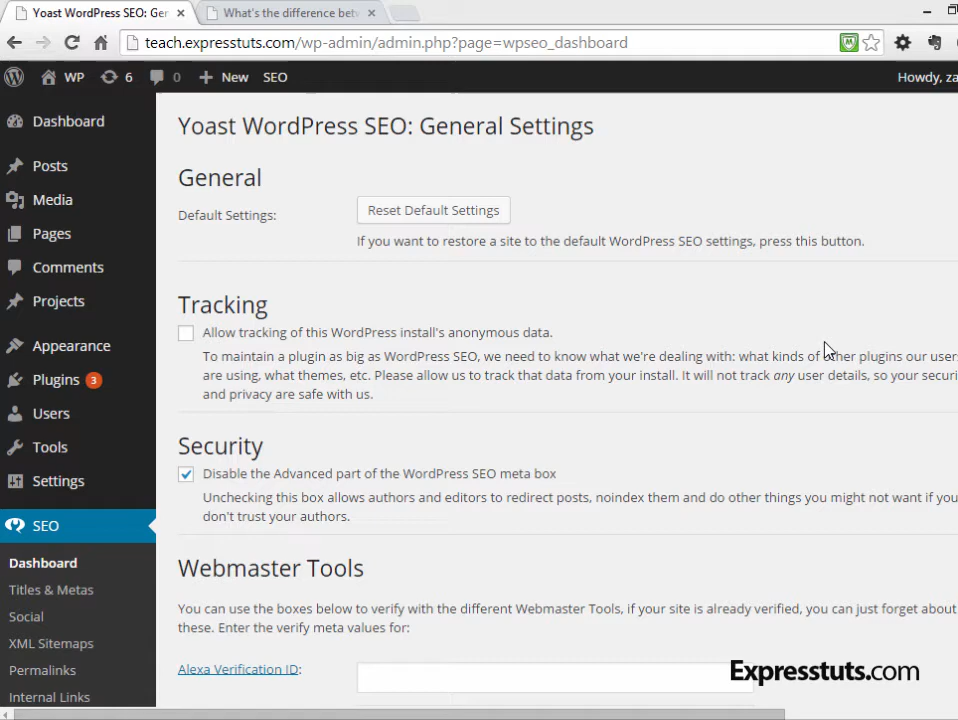 Yoast WordPress SEO: Ger
What's the difference bet
teach.expresstuts.com/wp-admin/admin.php?page=wpseo_dashboard
WP 6 0 New SEO Howdy, za
Dashboard
Posts
Media
Pages
Comments
Projects
Appearance
Plugins 3
Users
Tools
Settings
SEO
Dashboard
Titles & Metas
Social
XML Sitemaps
Permalinks
Internal Links
Yoast WordPress SEO: General Settings
General
Default Settings:
Reset Default Settings
If you want to restore a site to the default WordPress SEO settings, press this button.
Tracking
Allow tracking of this WordPress install's anonymous data.
To maintain a plugin as big as WordPress SEO, we need to know what we're dealing with: what kinds of other plugins our users
are using, what themes, etc. Please allow us to track that data from your install. It will not track any user details, so your securi
and privacy are safe with us.
Security
Disable the Advanced part of the WordPress SEO meta box
Unchecking this box allows authors and editors to redirect posts, noindex them and do other things you might not want if you
don't trust your authors.
Webmaster Tools
You can use the boxes below to verify with the different Webmaster Tools, if your site is already verified, you can just forget about
these. Enter the verify meta values for:
Alexa Verification ID:
Expresstuts.com